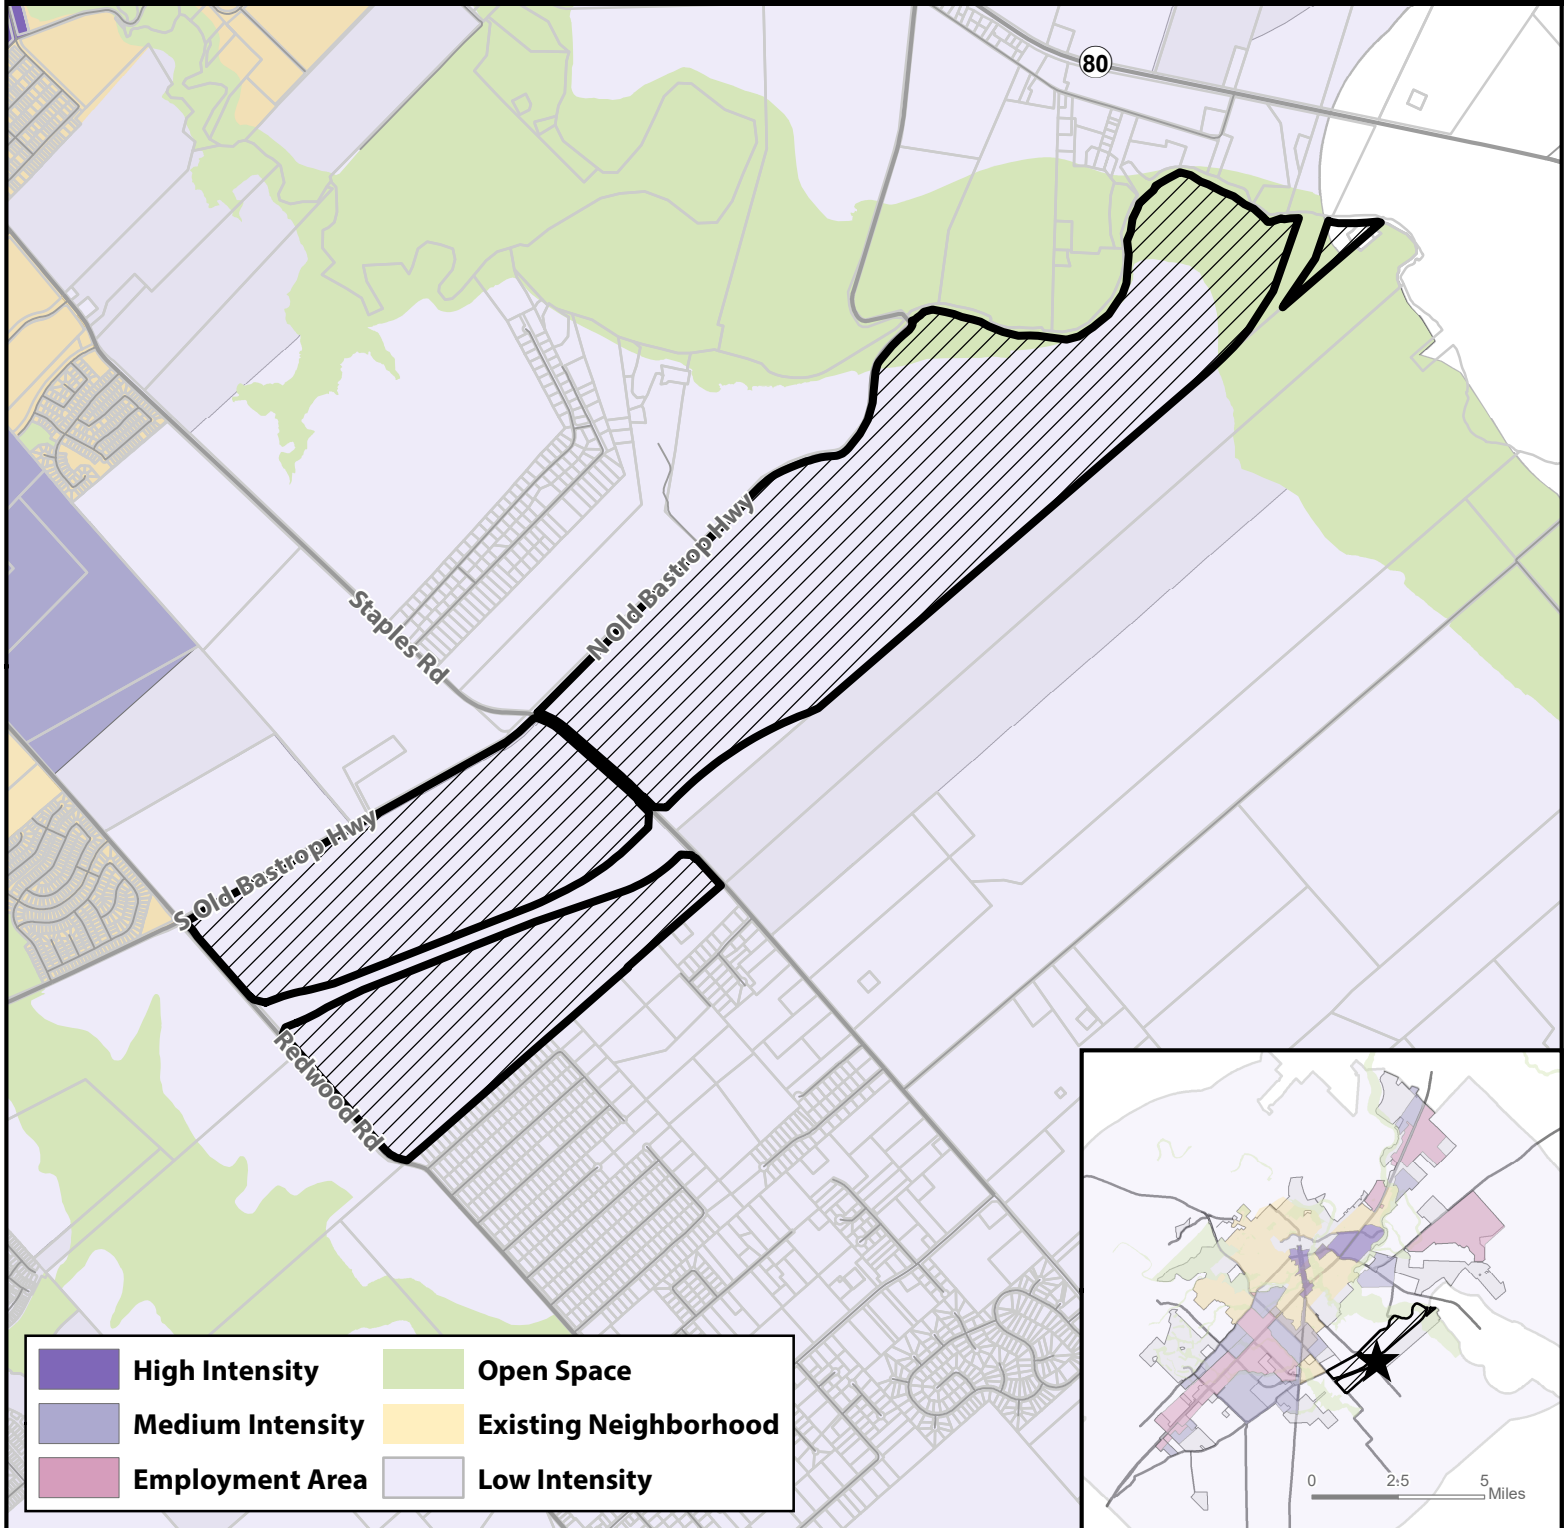 80
N Old Bastrop Hwy
Staples Rd
S Old Bastrop Hwy
Redwood Rd
High Intensity
Medium Intensity
Employment Area
Open Space
Existing Neighborhood
Low Intensity
0 2.5 5
Miles